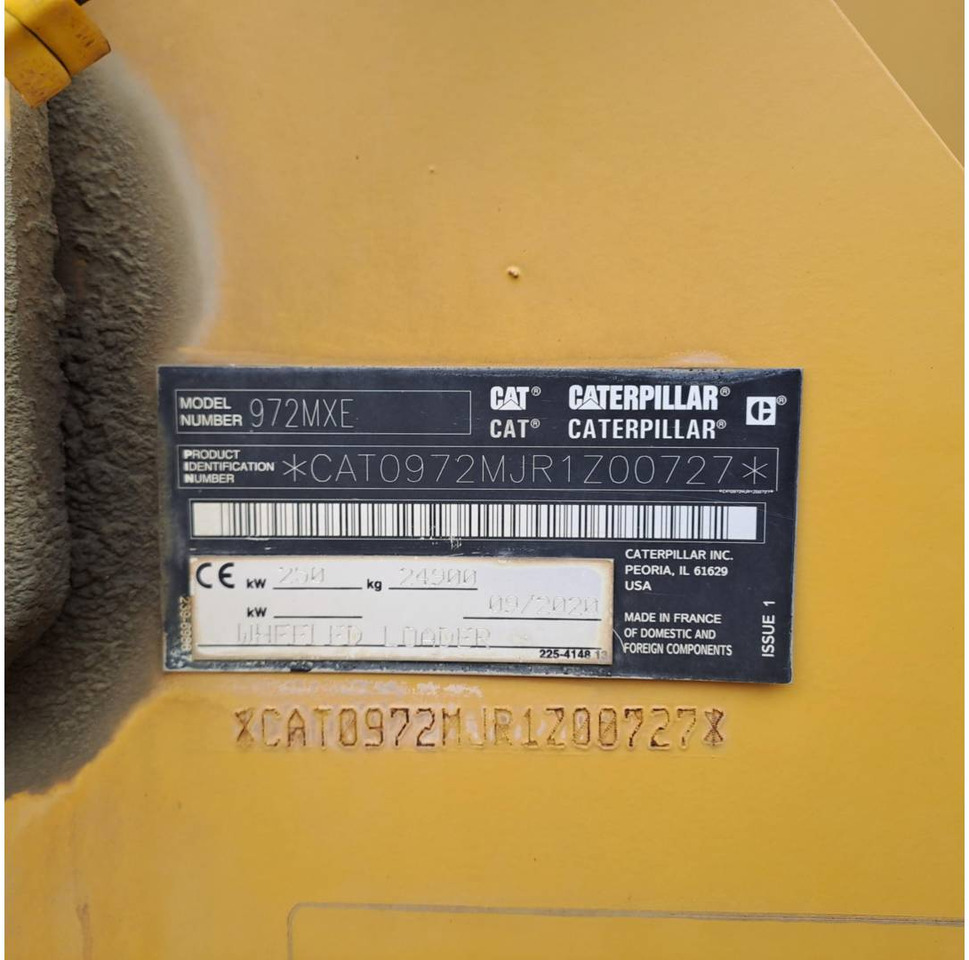 MODEL NUMBER 972MXE
CAT® CATERPILLAR®
CAT® CATERPILLAR®
PRODUCT IDENTIFICATION NUMBER *CAT0972MJR1Z00727*
*CAT0972MJR1Z00727*
CE kW 250 kg 24900
kW 09/2020
WHEELED LOADER
225-4148 13
CATERPILLAR INC.
PEORIA, IL 61629
USA
MADE IN FRANCE
OF DOMESTIC AND
FOREIGN COMPONENTS
ISSUE 1
*CAT0972MJR1Z00727*